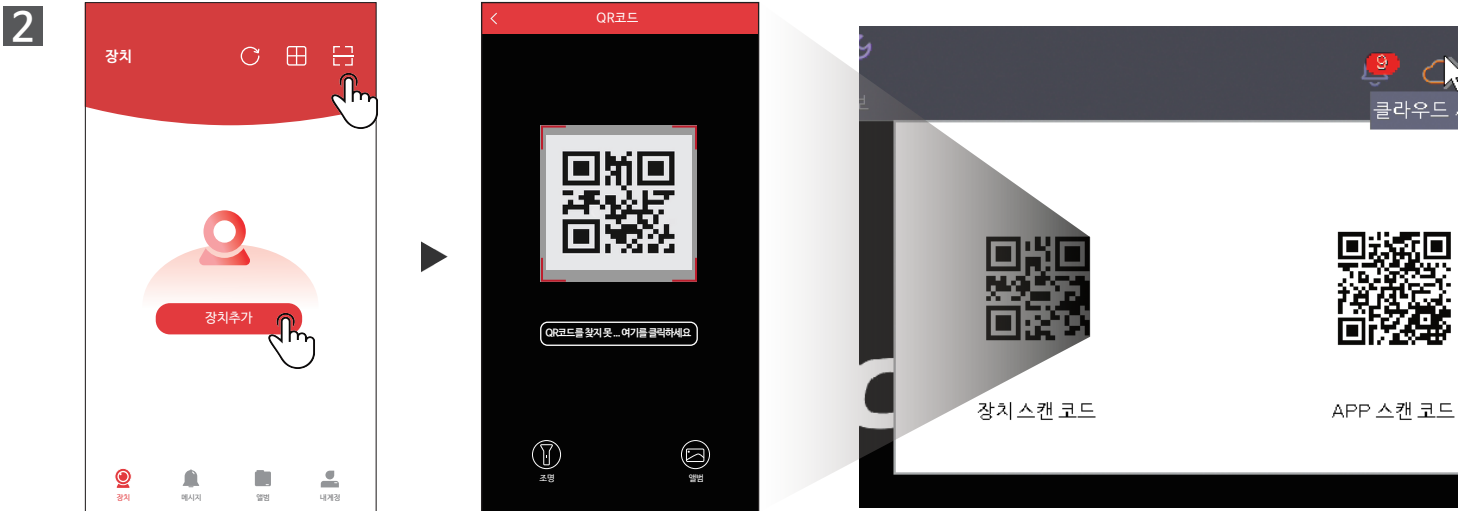 2
장치
장치추가
장치
메시지
앨범
내계정
QR코드
QR코드를 찾지 못... 여기를 클릭하세요
조명
앨범
보
9
클라우드
장치 스캔 코드
APP 스캔 코드